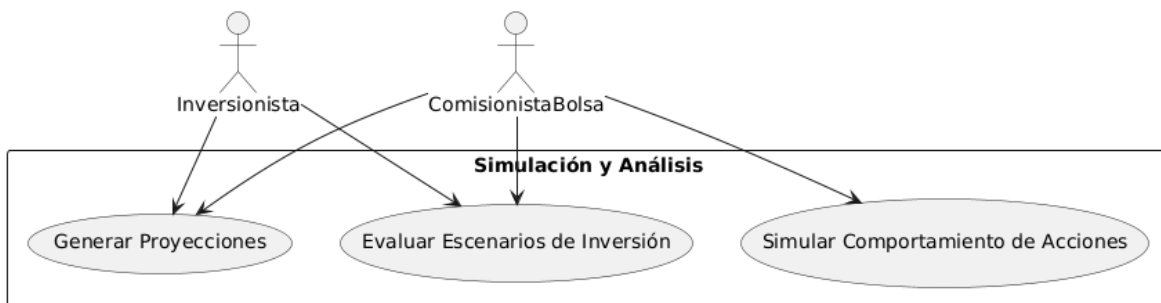 Inversionista
ComisionistaBolsa
Simulación y Análisis
Generar Proyecciones
Evaluar Escenarios de Inversión
Simular Comportamiento de Acciones